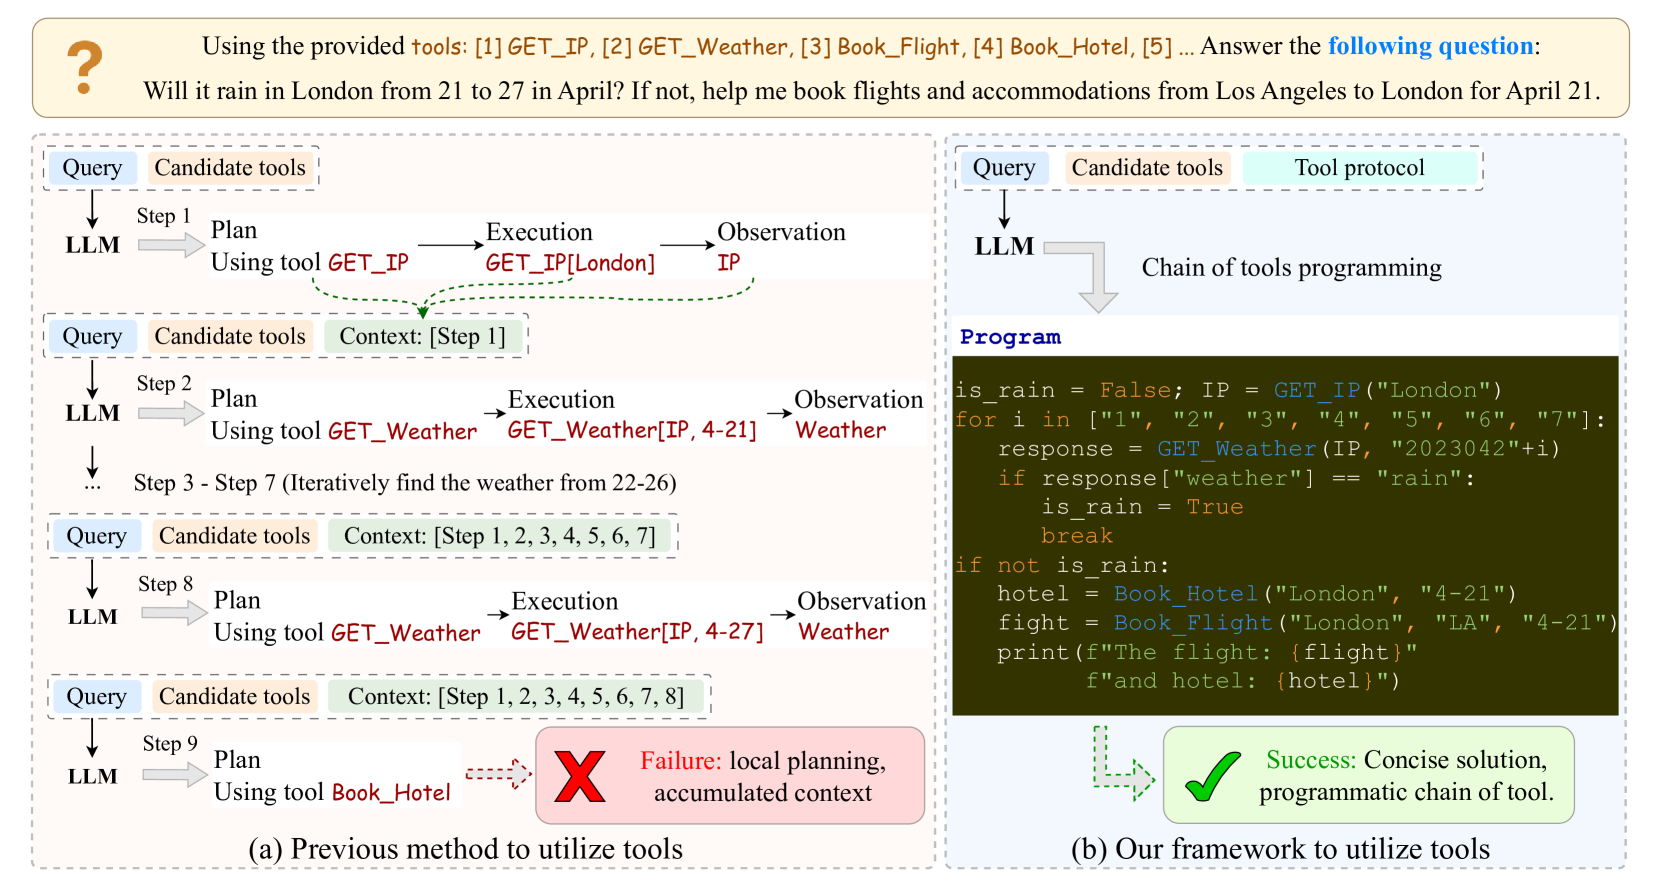 ?
Using the provided tools: [1] GET_IP, [2] GET_Weather, [3] Book_Flight, [4] Book_Hotel, [5] ... Answer the following question:
Will it rain in London from 21 to 27 in April? If not, help me book flights and accommodations from Los Angeles to London for April 21.
Query Candidate tools
LLM
Step 1
Plan
Using tool GET_IP
Execution
GET_IP[London]
Observation
IP
Query Candidate tools Context: [Step 1]
LLM
Step 2
Plan
Using tool GET_Weather
Execution
GET_Weather[IP, 4-21]
Observation
Weather
... Step 3 - Step 7 (Iteratively find the weather from 22-26)
Query Candidate tools Context: [Step 1, 2, 3, 4, 5, 6, 7]
LLM
Step 8
Plan
Using tool GET_Weather
Execution
GET_Weather[IP, 4-27]
Observation
Weather
Query Candidate tools Context: [Step 1, 2, 3, 4, 5, 6, 7, 8]
LLM
Step 9
Plan
Using tool Book_Hotel
Failure: local planning,
accumulated context
(a) Previous method to utilize tools
Query Candidate tools Tool protocol
LLM
Chain of tools programming
Program
is_rain = False; IP = GET_IP("London")
for i in ["1", "2", "3", "4", "5", "6", "7"]:
response = GET_Weather(IP, "2023042"+i)
if response["weather"] == "rain":
is_rain = True
break
if not is_rain:
hotel = Book_Hotel("London", "4-21")
fight = Book_Flight("London", "LA", "4-21")
print(f"The flight: {flight}"
f"and hotel: {hotel}")
Success: Concise solution,
programmatic chain of tool.
(b) Our framework to utilize tools